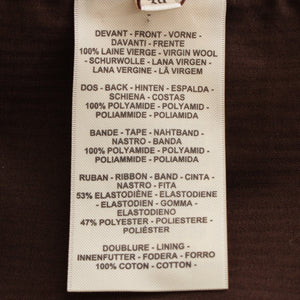 DEVANT - FRONT - VORNE -
DAVANTI - FRENTE
100% LAINE VIERGE - VIRGIN WOOL
- SCHURWOLLE - LANA VIRGEN -
LANA VERGINE - LÃ VIRGEM
DOS - BACK - HINTEN - ESPALDA -
SCHIENA - COSTAS
100% POLYAMIDE - POLYAMID -
POLIAMMIDE - POLIAMIDA
BANDE - TAPE - NAHTBAND -
NASTRO - BANDA
100% POLYAMIDE - POLYAMID -
POLIAMMIDE - POLIAMIDA
RUBAN - RIBBON - BAND - CINTA -
NASTRO - FITA
53% ELASTODIÈNE - ELASTODIENE
- ELASTODIEN - GOMMA -
ELASTODIENO
47% POLYESTER - POLIESTERE -
POLIÉSTER
DOUBLURE - LINING -
INNENFUTTER - FODERA - FORRO
100% COTON - COTTON -